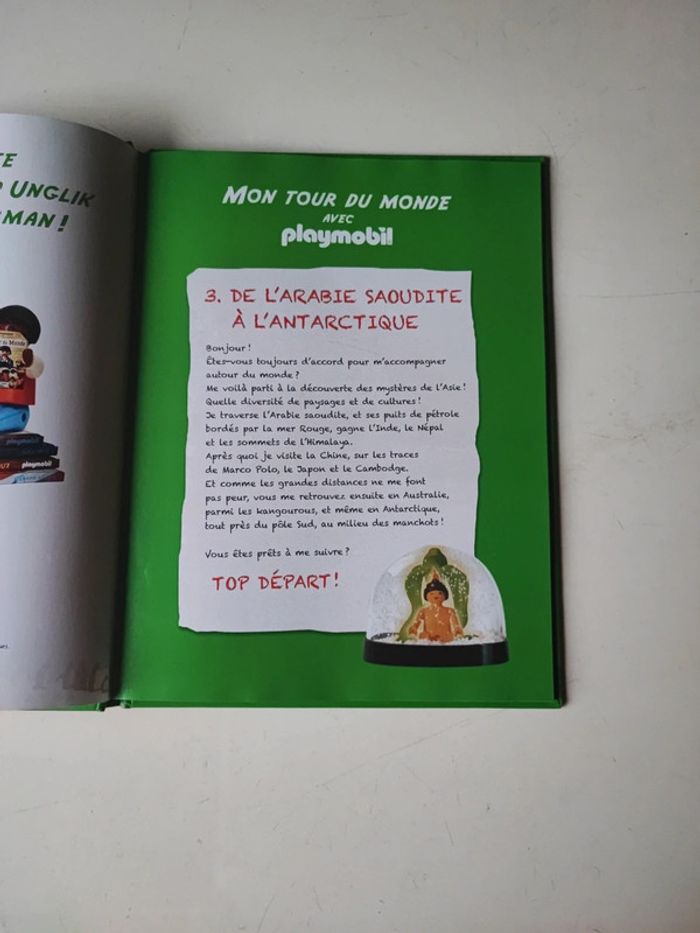 UNGLIK
MAN !
MON TOUR DU MONDE
AVEC
playmobil
3. DE L'ARABIE SAOUDITE
À L'ANTARCTIQUE
Bonjour !
Êtes-vous toujours d'accord pour m'accompagner
autour du monde ?
Me voilà parti à la découverte des mystères de l'Asie !
Quelle diversité de paysages et de cultures !
Je traverse l'Arabie saoudite, et ses puits de pétrole
bordés par la mer Rouge, gagne l'Inde, le Népal
et les sommets de l'Himalaya.
Après quoi je visite la Chine, sur les traces
de Marco Polo, le Japon et le Cambodge.
Et comme les grandes distances ne me font
pas peur, vous me retrouvez ensuite en Australie,
parmi les kangourous, et même en Antarctique,
tout près du pôle Sud, au milieu des manchots !
Vous êtes prêts à me suivre ?
TOP DÉPART !
playmobil